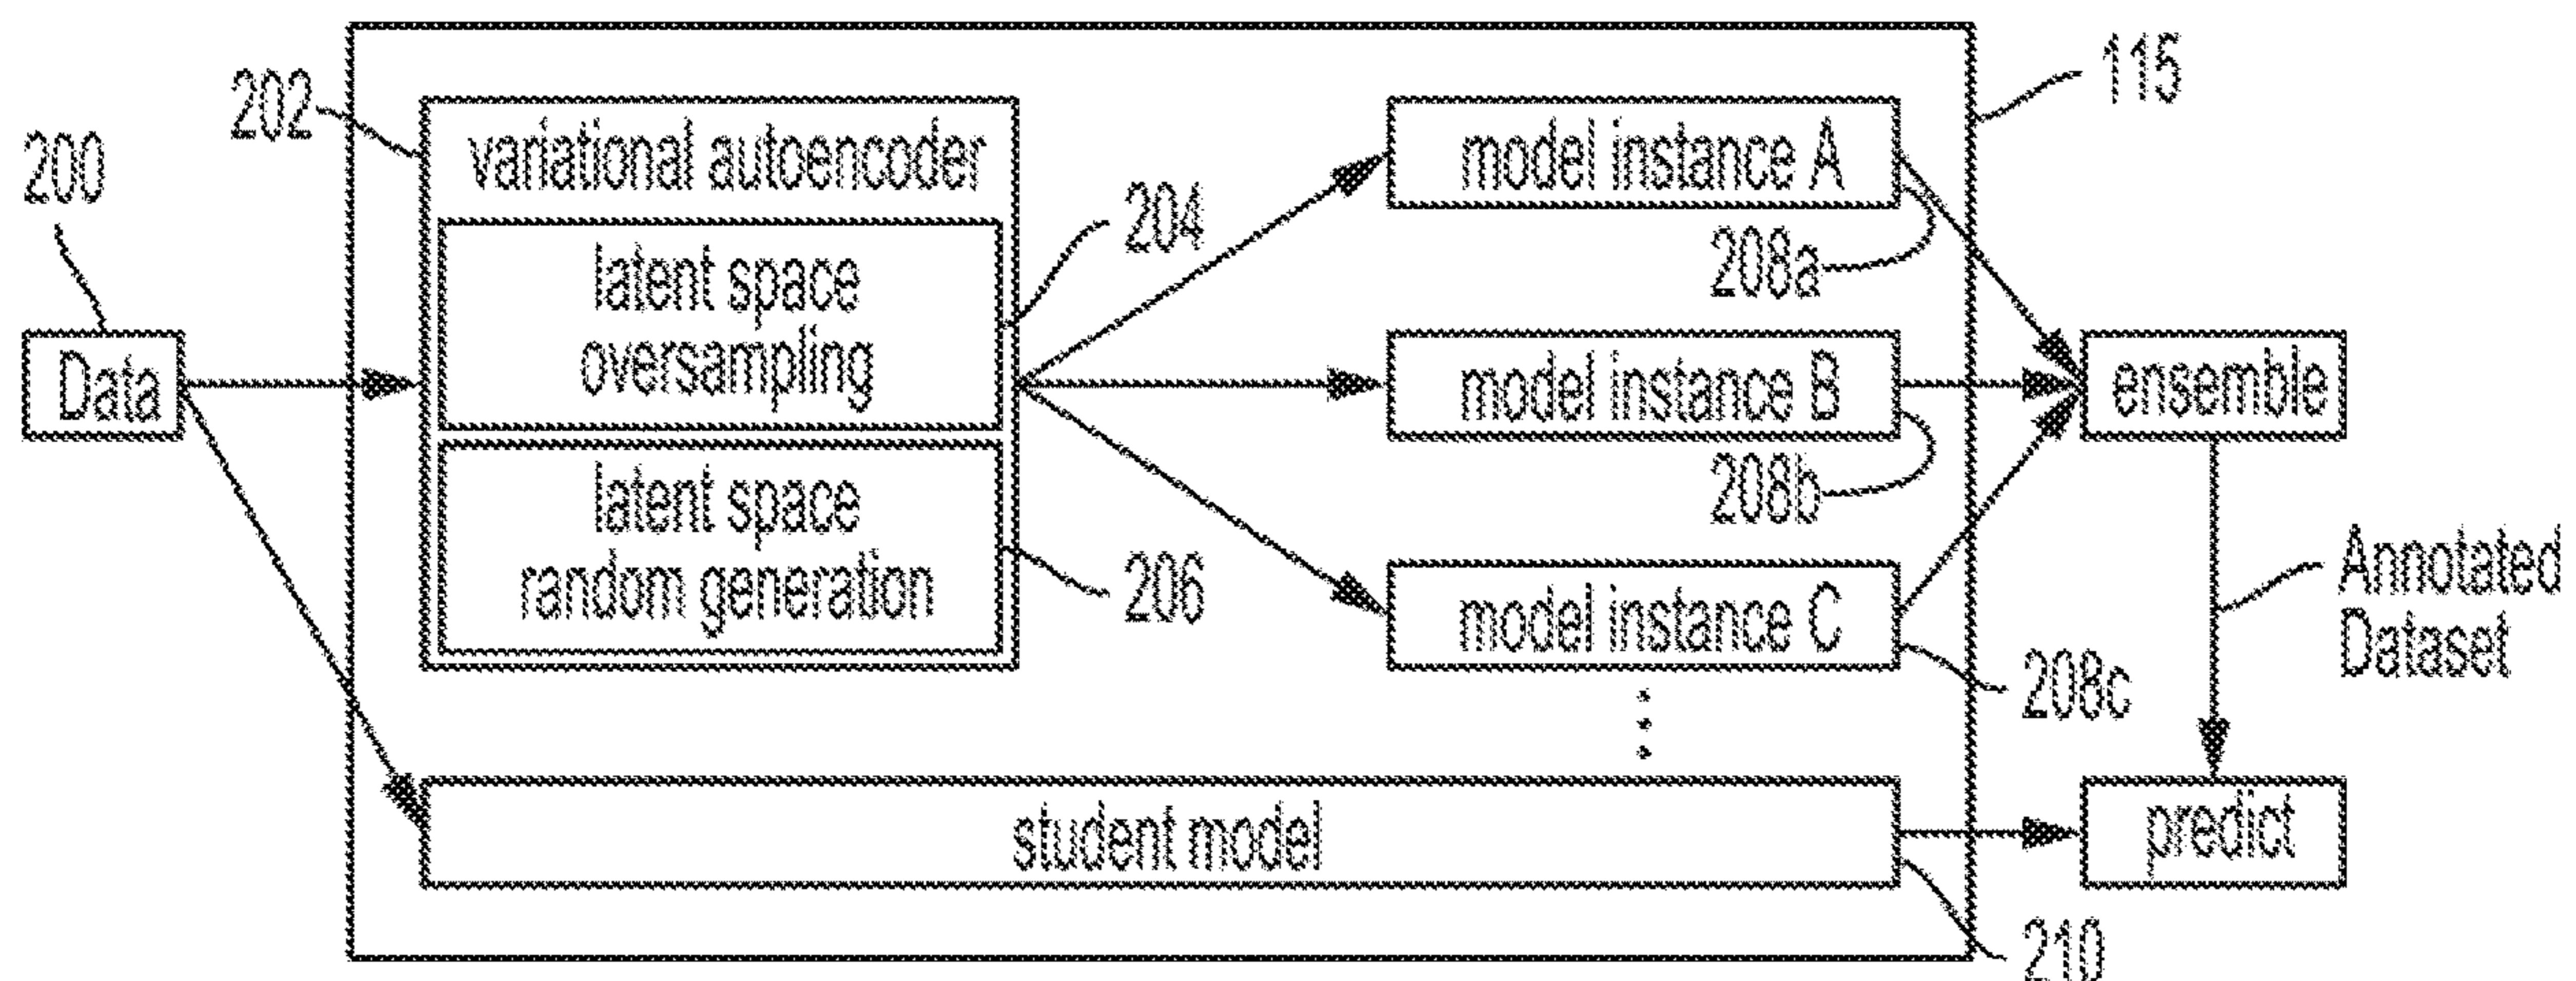 115
202
200
variational autoencoder
model instance A
204
latent space
oversampling
208a
Data
model instance B
ensemble
latent space
random generation
208b
206
model instance C
Annotated
Dataset
208c
student model
predict
210